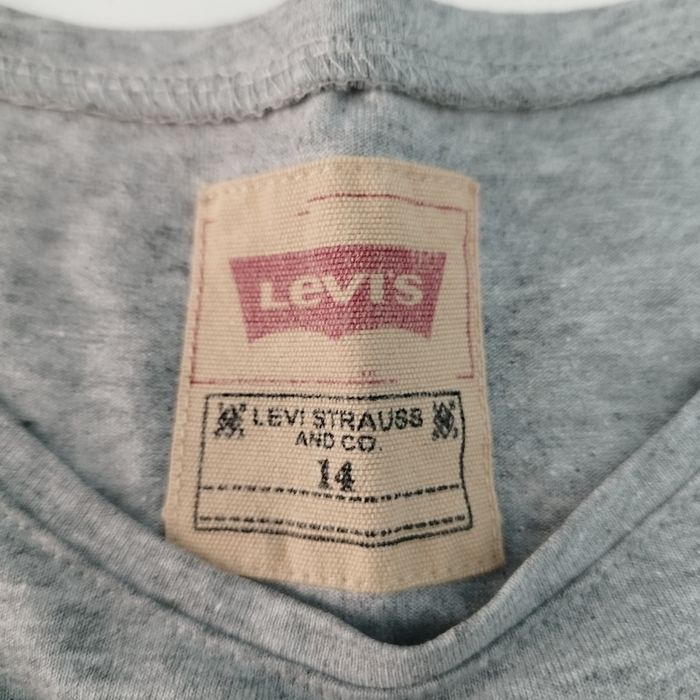 LEVI'S
LEVI STRAUSS
AND CO.
14